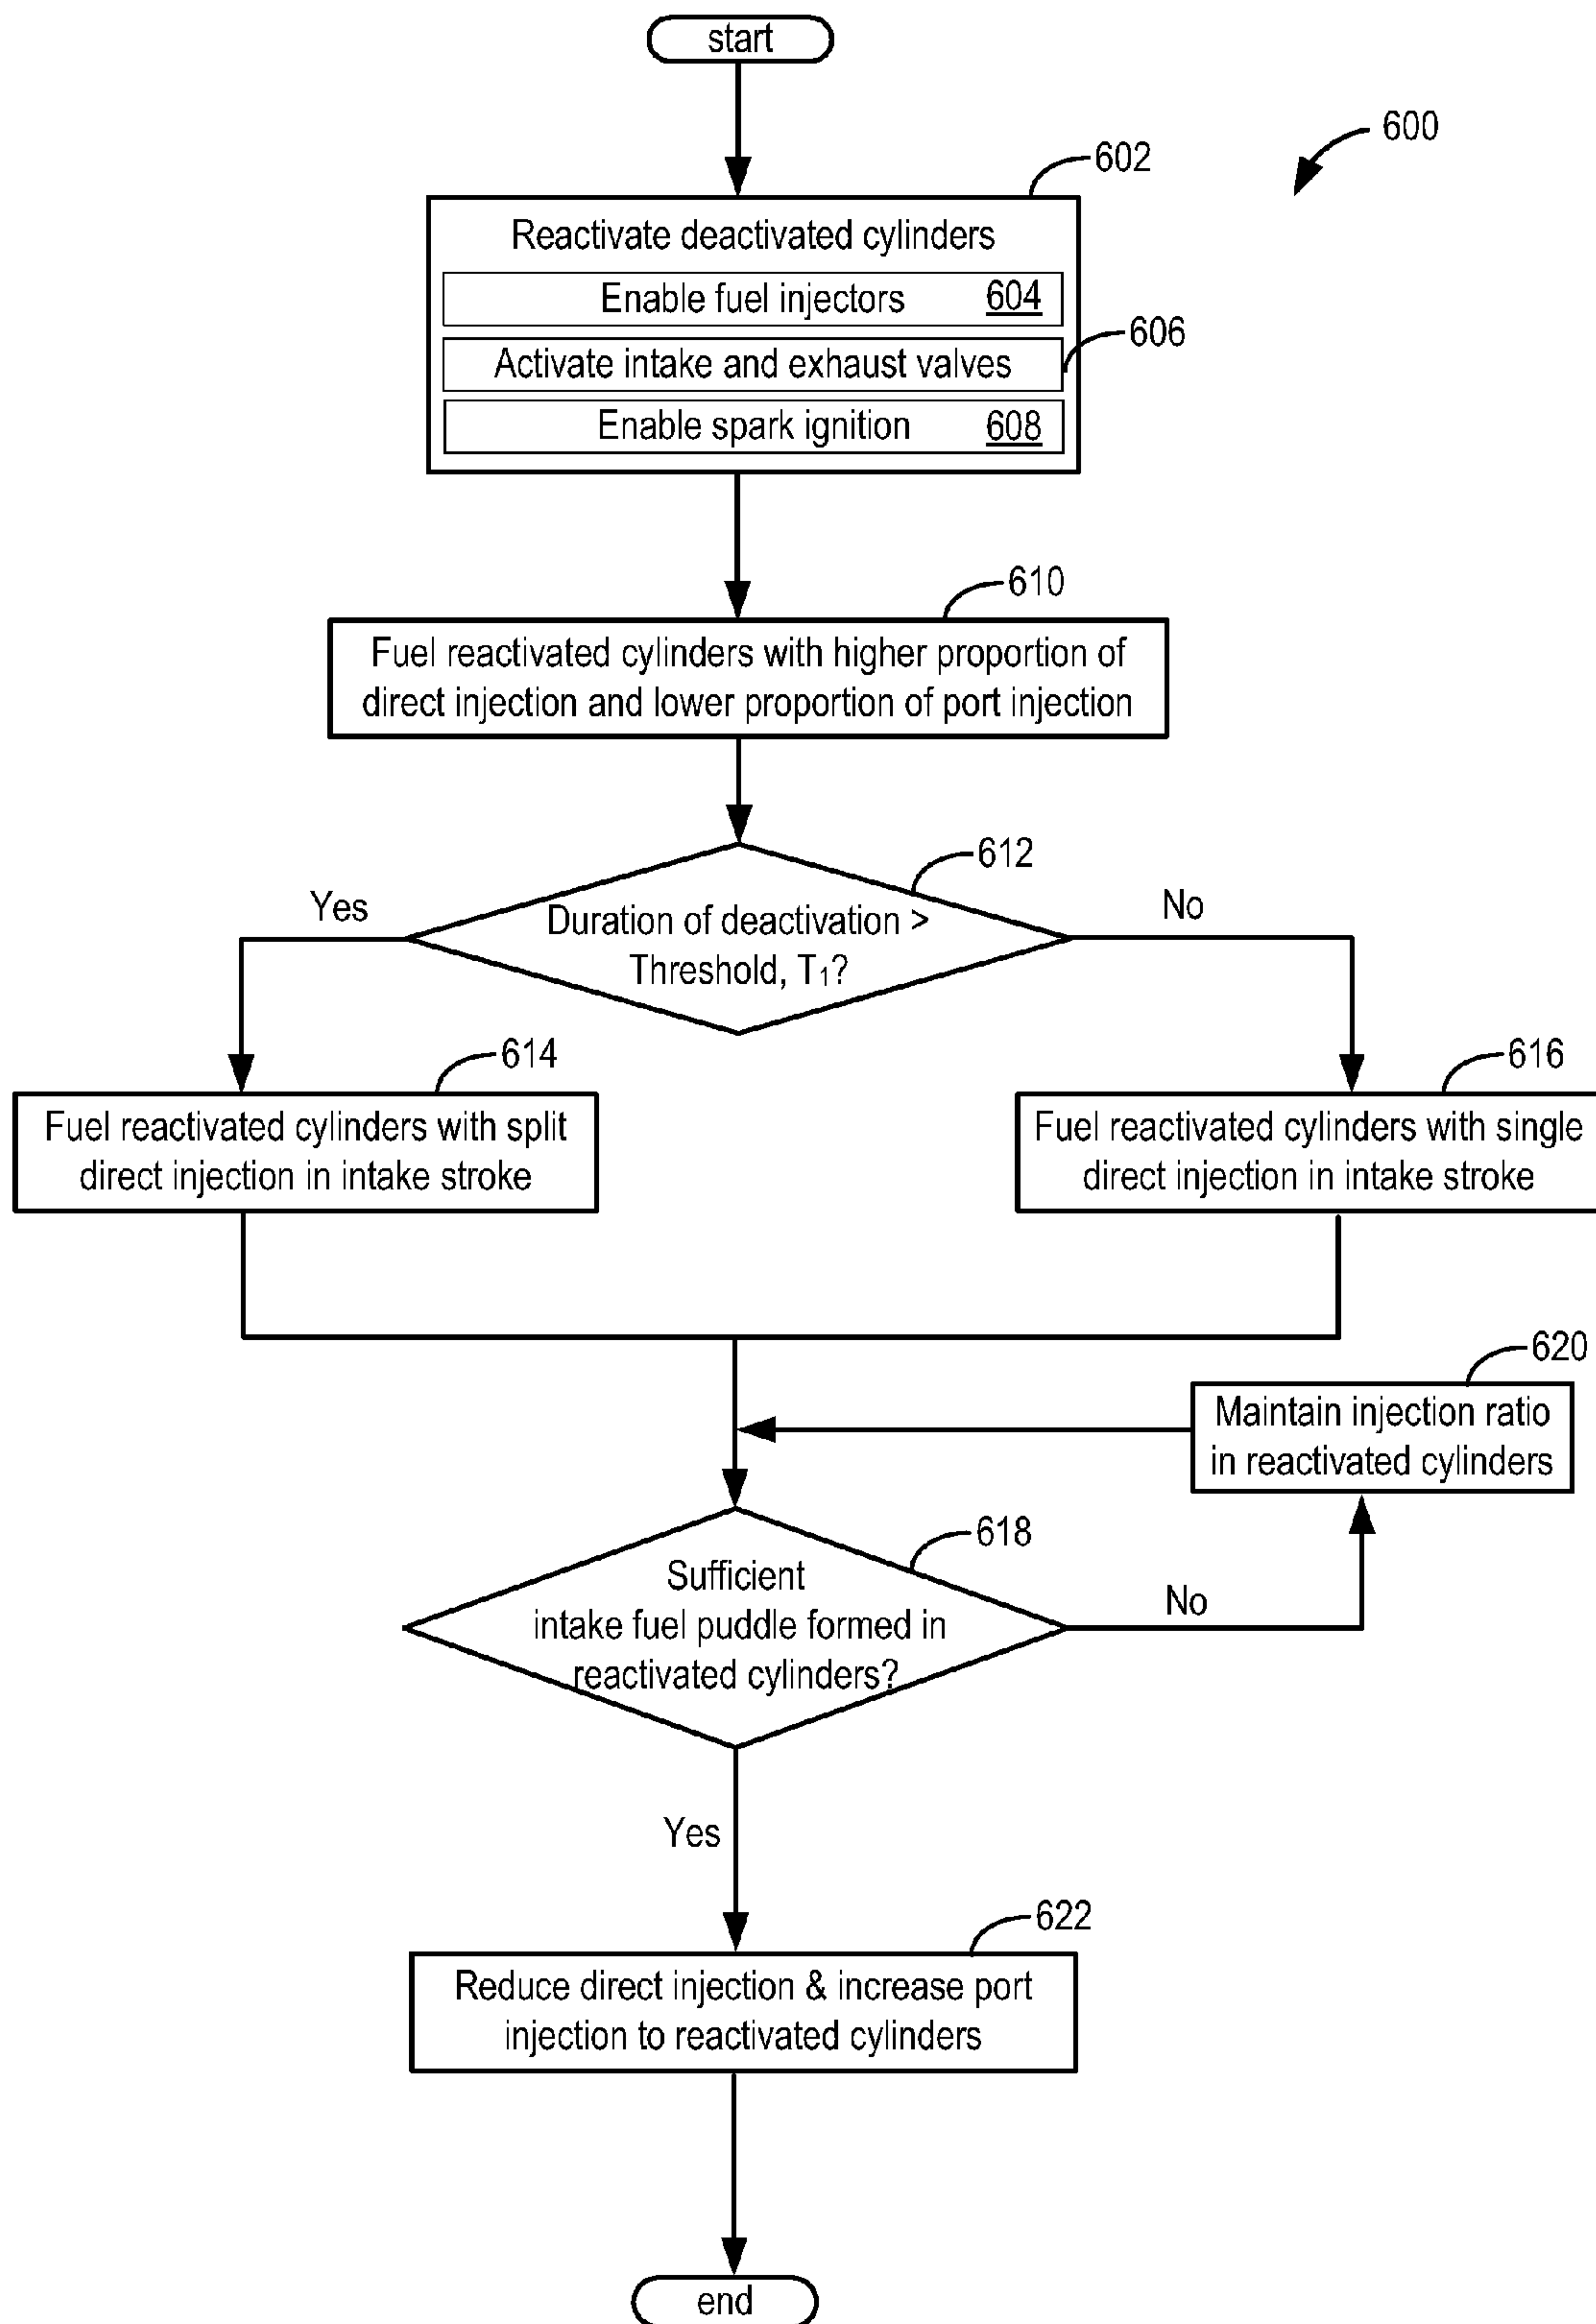 start
600
602
Reactivate deactivated cylinders
Enable fuel injectors 604
606
Activate intake and exhaust valves
Enable spark ignition 608
610
Fuel reactivated cylinders with higher proportion of
direct injection and lower proportion of port injection
612
Yes
No
Duration of deactivation >
Threshold, T₁?
614
616
Fuel reactivated cylinders with split
direct injection in intake stroke
Fuel reactivated cylinders with single
direct injection in intake stroke
620
Maintain injection ratio
in reactivated cylinders
618
Sufficient
intake fuel puddle formed in
reactivated cylinders?
No
Yes
622
Reduce direct injection & increase port
injection to reactivated cylinders
end